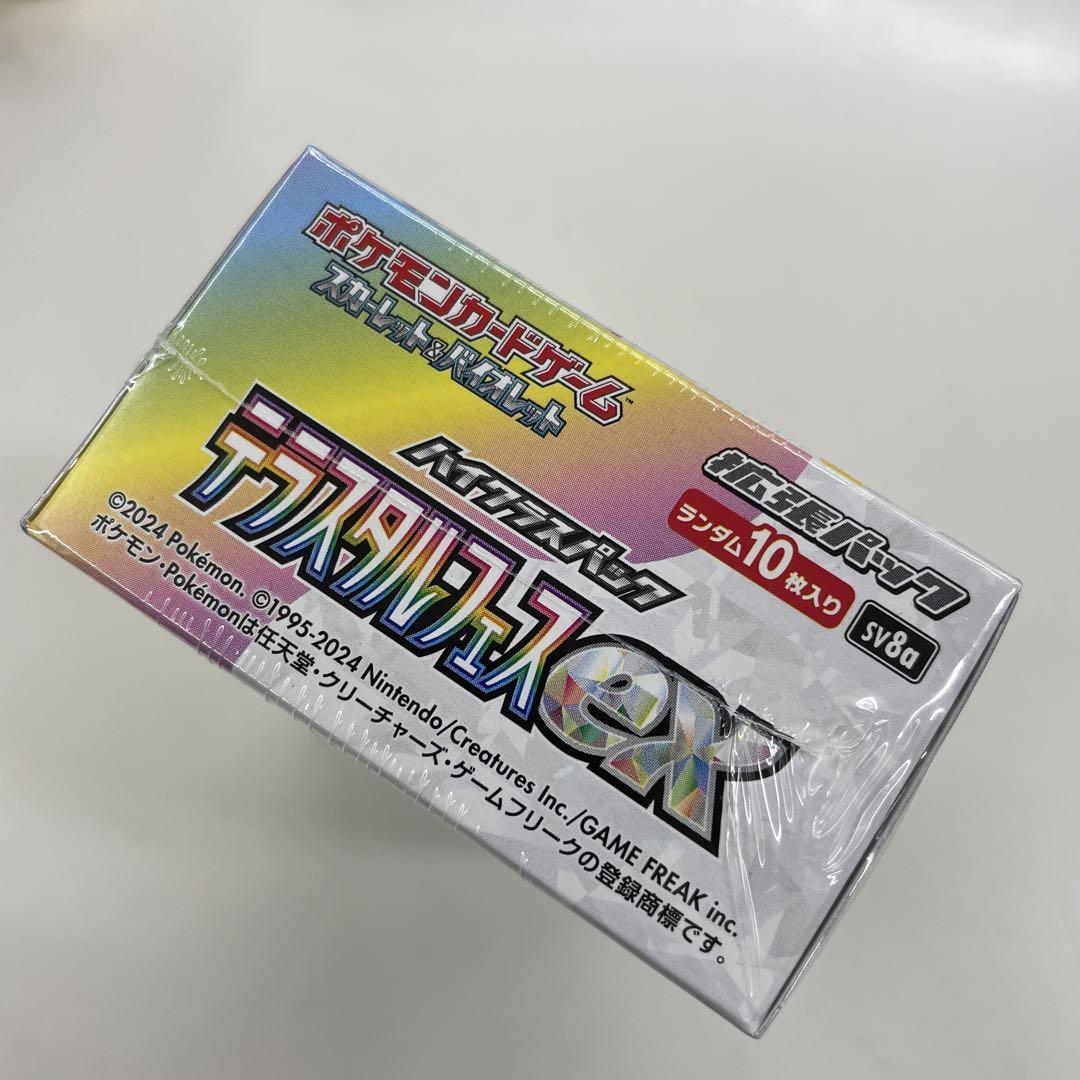 ポケモンカードゲーム™
スカーレット&バイオレット
ハイクラスパック
テラスタルフェスex
拡張パック
ランダム10枚入り
sv8a
©2024 Pokémon. ©1995-2024 Nintendo/Creatures Inc./GAME FREAK inc.
ポケモン・Pokémonは任天堂・クリーチャーズ・ゲームフリークの登録商標です。